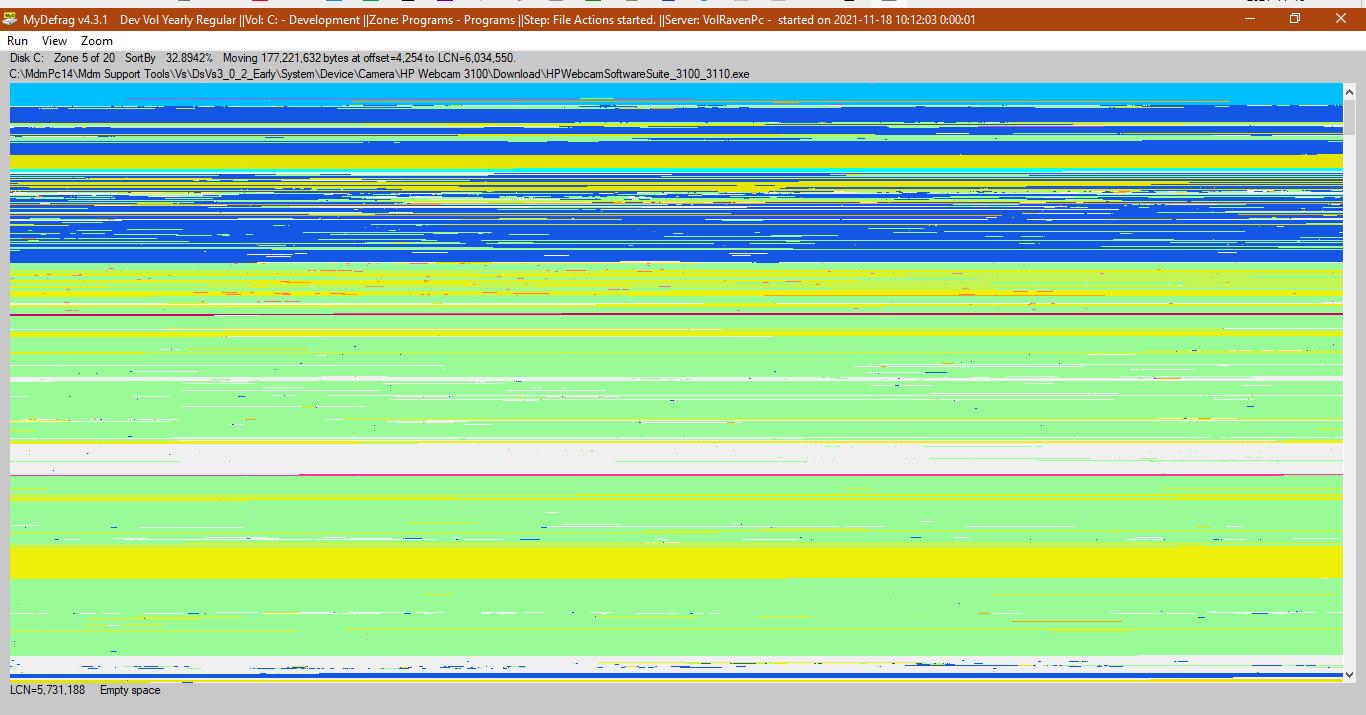 MyDefrag v4.3.1 Dev Vol Yearly Regular ||Vol: C: - Development ||Zone: Programs - Programs ||Step: File Actions started. ||Server: VolRavenPc - started on 2021-11-18 10:12:03 0:00:01
Run View Zoom
Disk C: Zone 5 of 20 SortBy 32.8942% Moving 177,221,632 bytes at offset=4,254 to LCN=6,034,550.
C:\MdmPc14\Mdm Support Tools\Vs\DsVs3_0_2_Early\System\Device\Camera\HP Webcam 3100\Download\HPWebcamSoftwareSuite_3100_3110.exe
LCN=5,731,188 Empty space